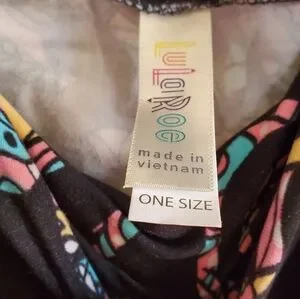 LuLaRoe
made in
vietnam
ONE SIZE